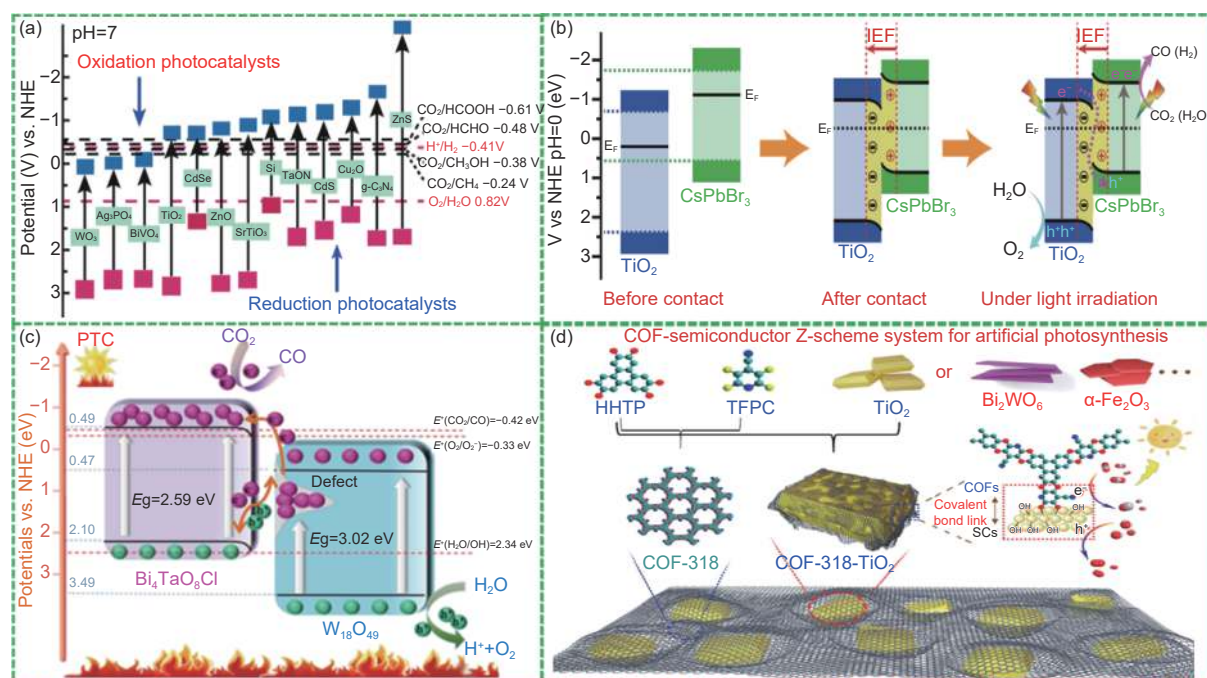 (a)
pH=7
Oxidation photocatalysts
Potential (V) vs. NHE
−2
−1
0
1
2
3
WO₃
Ag₃PO₄
BiVO₄
TiO₂
CdSe
ZnO
SrTiO₃
Si
TaON
CdS
Cu₂O
g-C₃N₄
ZnS
CO₂/HCOOH −0.61 V
CO₂/HCHO −0.48 V
H⁺/H₂ −0.41V
CO₂/CH₃OH −0.38 V
CO₂/CH₄ −0.24 V
O₂/H₂O 0.82V
Reduction photocatalysts
(b)
V vs NHE pH=0 (eV)
−2
−1
0
1
2
3
E_F
E_F
CsPbBr₃
TiO₂
Before contact
IEF
E_F
CsPbBr₃
TiO₂
After contact
IEF
CO (H₂)
e⁻e⁻
e⁻
CO₂ (H₂O
E_F
h⁺
CsPbBr₃
H₂O
h⁺h⁺
O₂
TiO₂
Under light irradiation
(c)
PTC
CO₂
CO
Potentials vs. NHE (eV)
−2
−1
0
1
2
3
0.49
0.47
2.10
3.49
E°(CO₂/CO)=−0.42 eV
E°(O₂/O₂⁻)=−0.33 eV
Defect
Eg=2.59 eV
Eg=3.02 eV
E°(H₂O/OH)=2.34 eV
Bi₄TaO₈Cl
W₁₈O₄₉
H₂O
H⁺+O₂
(d)
COF-semiconductor Z-scheme system for artificial photosynthesis
HHTP
TFPC
TiO₂
or
Bi₂WO₆
α-Fe₂O₃
COF-318
COF-318-TiO₂
COFs
Covalent
bond link
SCs
e⁻
OH
OH
OH
OH
h⁺